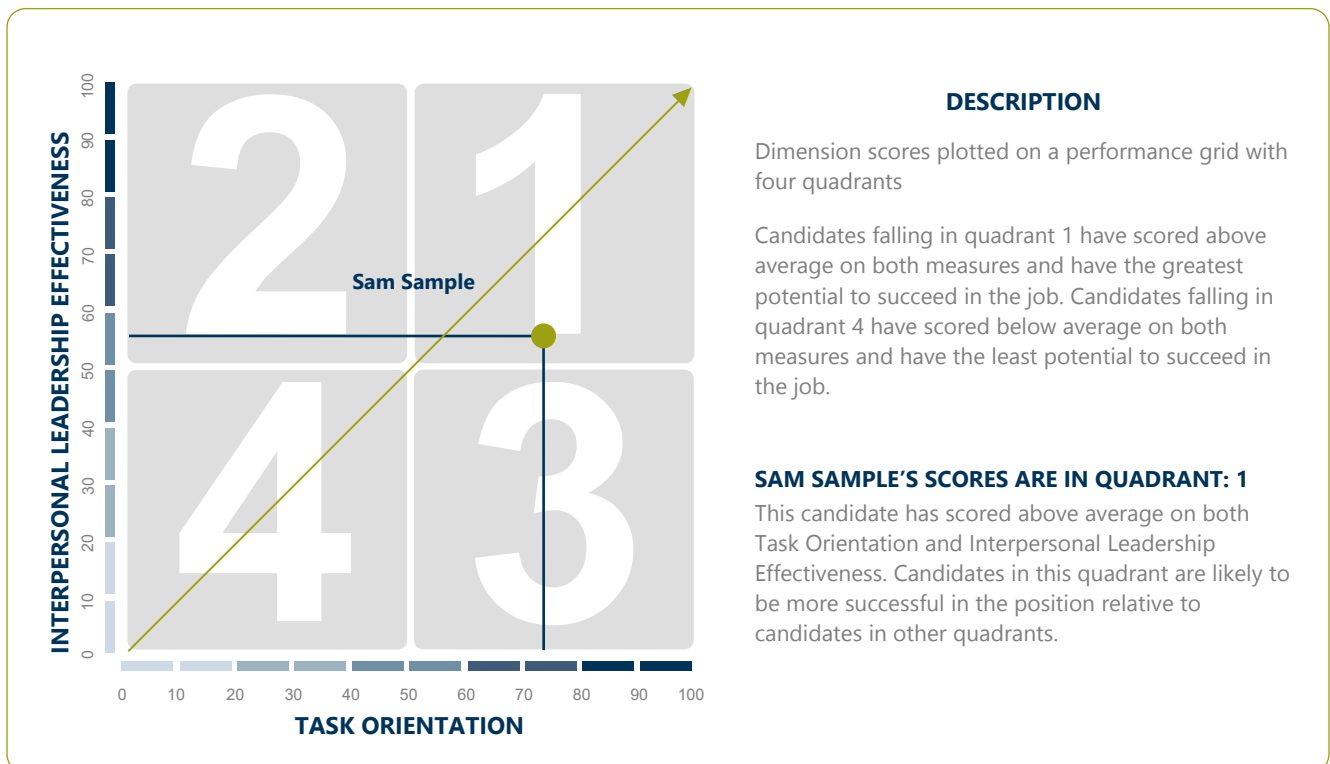 INTERPERSONAL LEADERSHIP EFFECTIVENESS
100
90
80
70
60
50
40
30
20
10
0
2
1
4
3
Sam Sample
0 10 20 30 40 50 60 70 80 90 100
TASK ORIENTATION
DESCRIPTION
Dimension scores plotted on a performance grid with
four quadrants
Candidates falling in quadrant 1 have scored above
average on both measures and have the greatest
potential to succeed in the job. Candidates falling in
quadrant 4 have scored below average on both
measures and have the least potential to succeed in
the job.
SAM SAMPLE’S SCORES ARE IN QUADRANT: 1
This candidate has scored above average on both
Task Orientation and Interpersonal Leadership
Effectiveness. Candidates in this quadrant are likely to
be more successful in the position relative to
candidates in other quadrants.